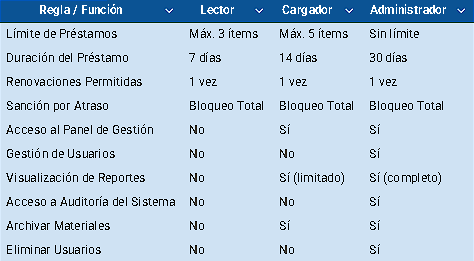 Regla / Función Lector Cargador Administrador
Límite de Préstamos Máx. 3 ítems Máx. 5 ítems Sin límite
Duración del Préstamo 7 días 14 días 30 días
Renovaciones Permitidas 1 vez 1 vez 1 vez
Sanción por Atraso Bloqueo Total Bloqueo Total Bloqueo Total
Acceso al Panel de Gestión No Sí Sí
Gestión de Usuarios No No Sí
Visualización de Reportes No Sí (limitado) Sí (completo)
Acceso a Auditoría del Sistema No No Sí
Archivar Materiales No Sí Sí
Eliminar Usuarios No No Sí